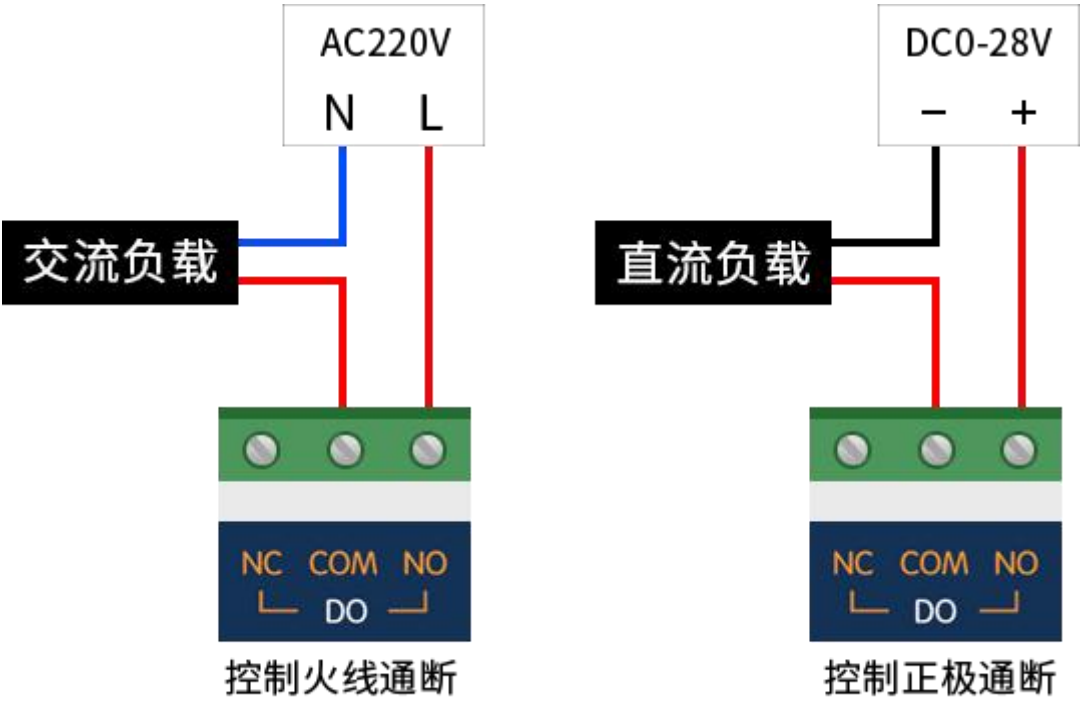 AC220V
N L
交流负载
NC COM NO
DO
控制火线通断
DC0-28V
− +
直流负载
NC COM NO
DO
控制正极通断